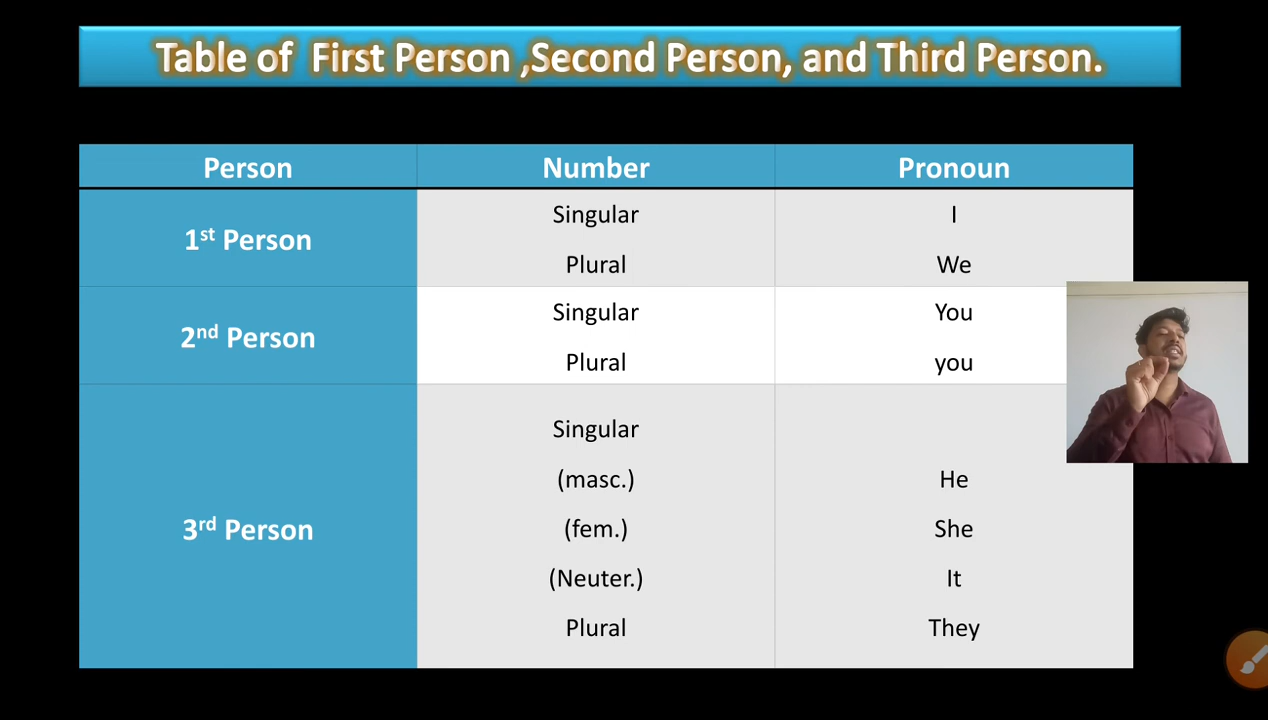 Table of First Person ,Second Person, and Third Person.
Person Number Pronoun
1st Person
Singular I
Plural We
2nd Person
Singular You
Plural you
3rd Person
Singular
(masc.) He
(fem.) She
(Neuter.) It
Plural They